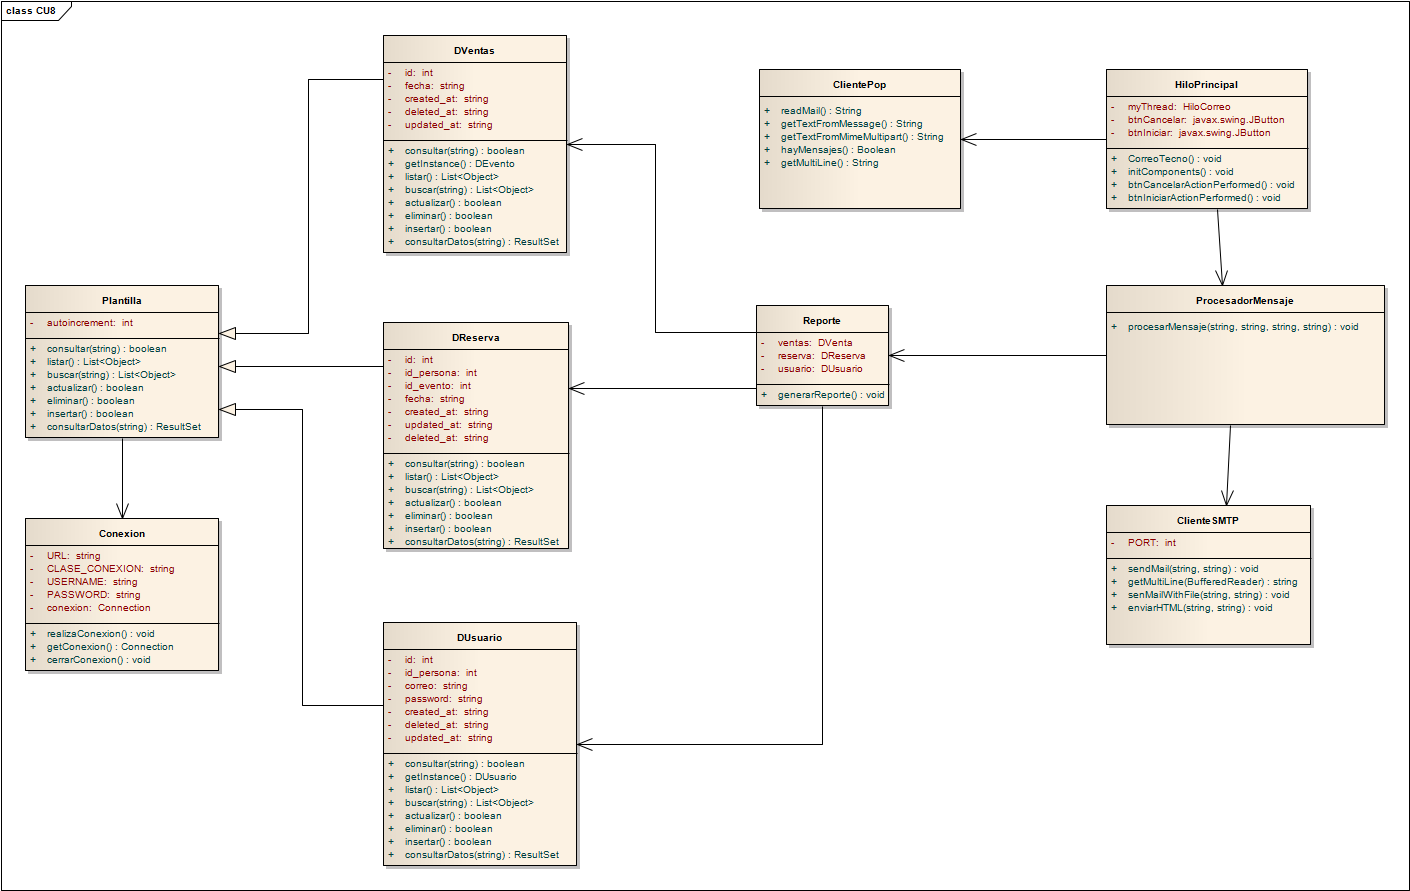 class CU8
DVentas
- id: int
- fecha: string
- created_at: string
- deleted_at: string
- updated_at: string
+ consultar(string) : boolean
+ getInstance() : DEvento
+ listar() : List<Object>
+ buscar(string) : List<Object>
+ actualizar() : boolean
+ eliminar() : boolean
+ insertar() : boolean
+ consultarDatos(string) : ResultSet
ClientePop
+ readMail() : String
+ getTextFromMessage() : String
+ getTextFromMimeMultipart() : String
+ hayMensajes() : Boolean
+ getMultiLine() : String
HiloPrincipal
- myThread: HiloCorreo
- btnCancelar: javax.swing.JButton
- btnIniciar: javax.swing.JButton
+ CorreoTecno() : void
+ initComponents() : void
+ btnCancelarActionPerformed() : void
+ btnIniciarActionPerformed() : void
Plantilla
- autoincrement: int
+ consultar(string) : boolean
+ listar() : List<Object>
+ buscar(string) : List<Object>
+ actualizar() : boolean
+ eliminar() : boolean
+ insertar() : boolean
+ consultarDatos(string) : ResultSet
DReserva
- id: int
- id_persona: int
- id_evento: int
- fecha: string
- created_at: string
- updated_at: string
- deleted_at: string
+ consultar(string) : boolean
+ listar() : List<Object>
+ buscar(string) : List<Object>
+ actualizar() : boolean
+ eliminar() : boolean
+ insertar() : boolean
+ consultarDatos(string) : ResultSet
Reporte
- ventas: DVenta
- reserva: DReserva
- usuario: DUsuario
+ generarReporte() : void
ProcesadorMensaje
+ procesarMensaje(string, string, string, string) : void
Conexion
- URL: string
- CLASE_CONEXION: string
- USERNAME: string
- PASSWORD: string
- conexion: Connection
+ realizaConexion() : void
+ getConexion() : Connection
+ cerrarConexion() : void
ClienteSMTP
- PORT: int
+ sendMail(string, string) : void
+ getMultiLine(BufferedReader) : string
+ senMailWithFile(string, string) : void
+ enviarHTML(string, string) : void
DUsuario
- id: int
- id_persona: int
- correo: string
- password: string
- created_at: string
- deleted_at: string
- updated_at: string
+ consultar(string) : boolean
+ getInstance() : DUsuario
+ listar() : List<Object>
+ buscar(string) : List<Object>
+ actualizar() : boolean
+ eliminar() : boolean
+ insertar() : boolean
+ consultarDatos(string) : ResultSet